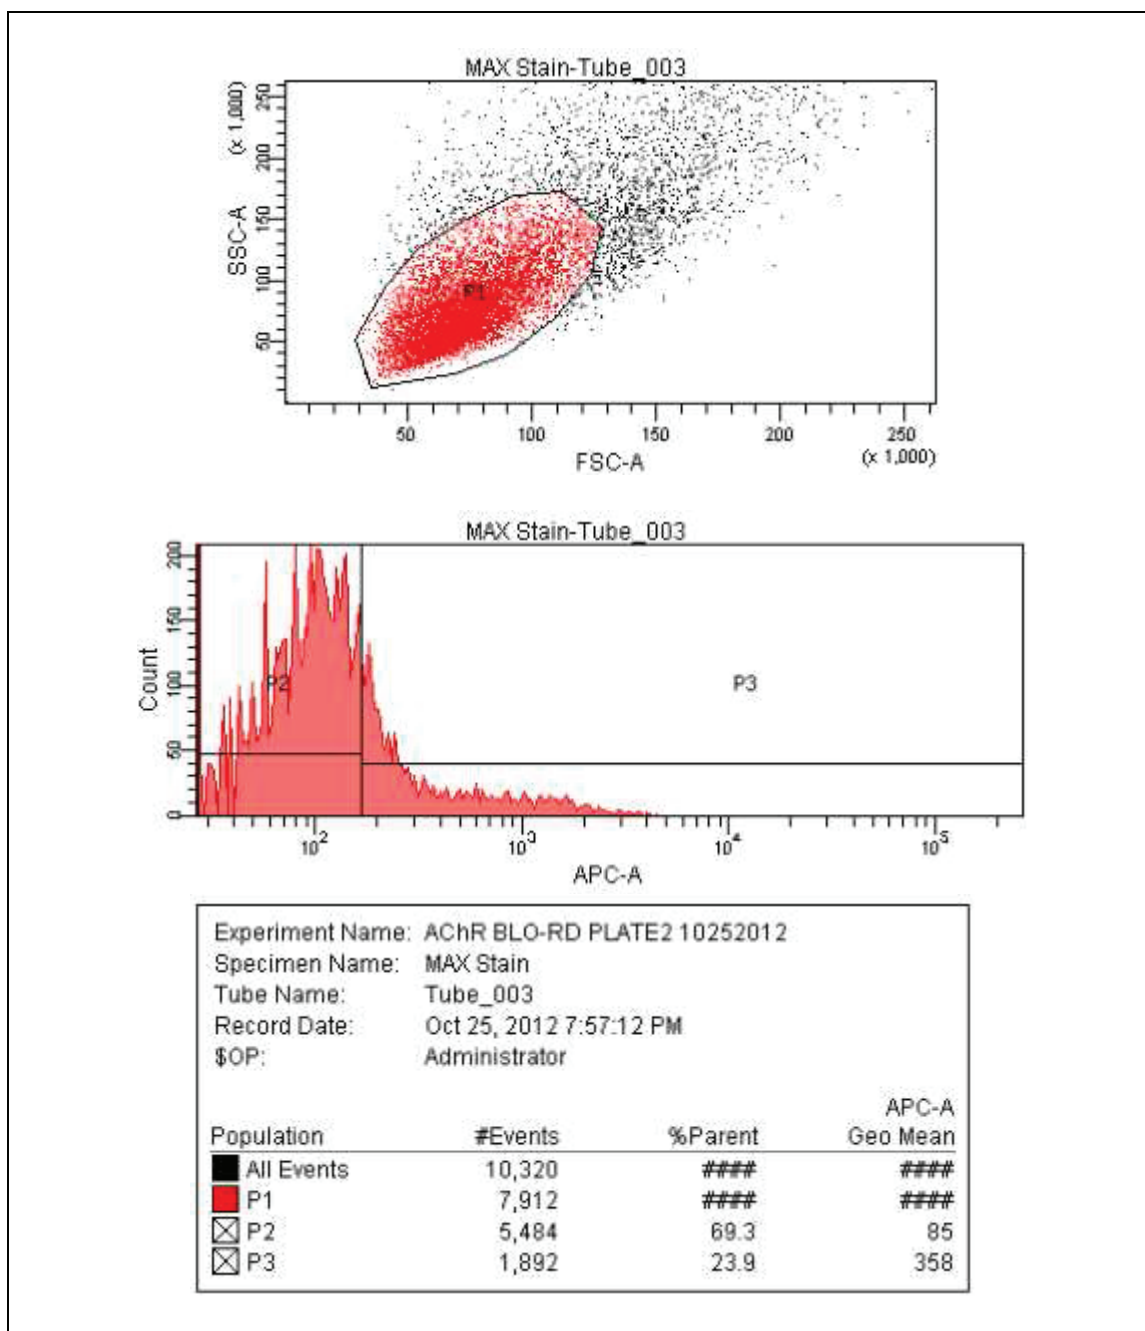 MAX Stain-Tube_003
(x 1,000)
250
200
150
100
50
SSC-A
P1
50 100 150 200 250
FSC-A
(x 1,000)
MAX Stain-Tube_003
200
150
100
50
0
Count
P2
P3
10^2 10^3 10^4 10^5
APC-A
Experiment Name: AChR BLO-RD PLATE2 10252012
Specimen Name: MAX Stain
Tube Name: Tube_003
Record Date: Oct 25, 2012 7:57:12 PM
$OP: Administrator
APC-A
Population #Events %Parent Geo Mean
All Events 10,320 #### ####
P1 7,912 #### ####
P2 5,484 69.3 85
P3 1,892 23.9 358